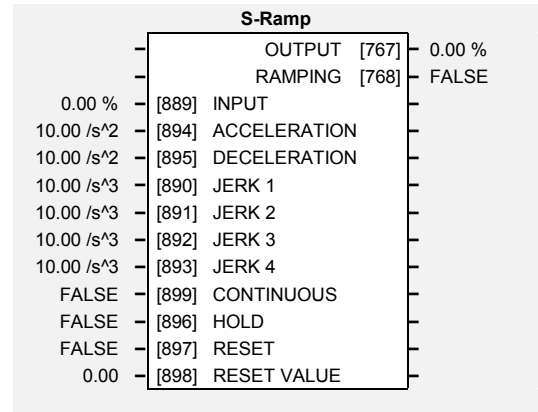 S-Ramp
OUTPUT [767] 0.00 %
RAMPING [768] FALSE
0.00 % [889] INPUT
10.00 /s^2 [894] ACCELERATION
10.00 /s^2 [895] DECELERATION
10.00 /s^3 [890] JERK 1
10.00 /s^3 [891] JERK 2
10.00 /s^3 [892] JERK 3
10.00 /s^3 [893] JERK 4
FALSE [899] CONTINUOUS
FALSE [896] HOLD
FALSE [897] RESET
0.00 [898] RESET VALUE